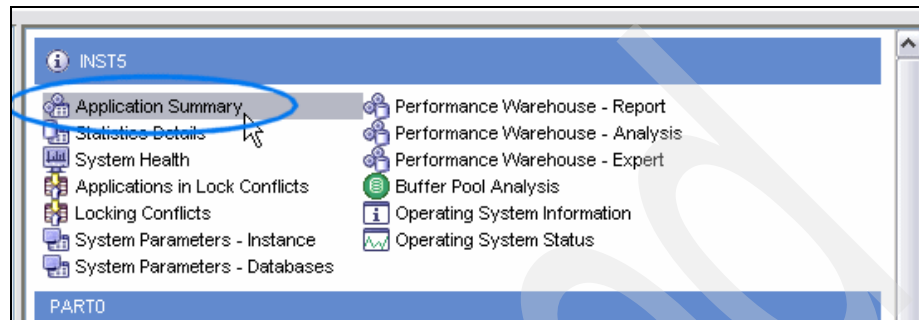 INST5
Application Summary
Statistics Details
System Health
Applications in Lock Conflicts
Locking Conflicts
System Parameters - Instance
System Parameters - Databases
Performance Warehouse - Report
Performance Warehouse - Analysis
Performance Warehouse - Expert
Buffer Pool Analysis
Operating System Information
Operating System Status
PART0